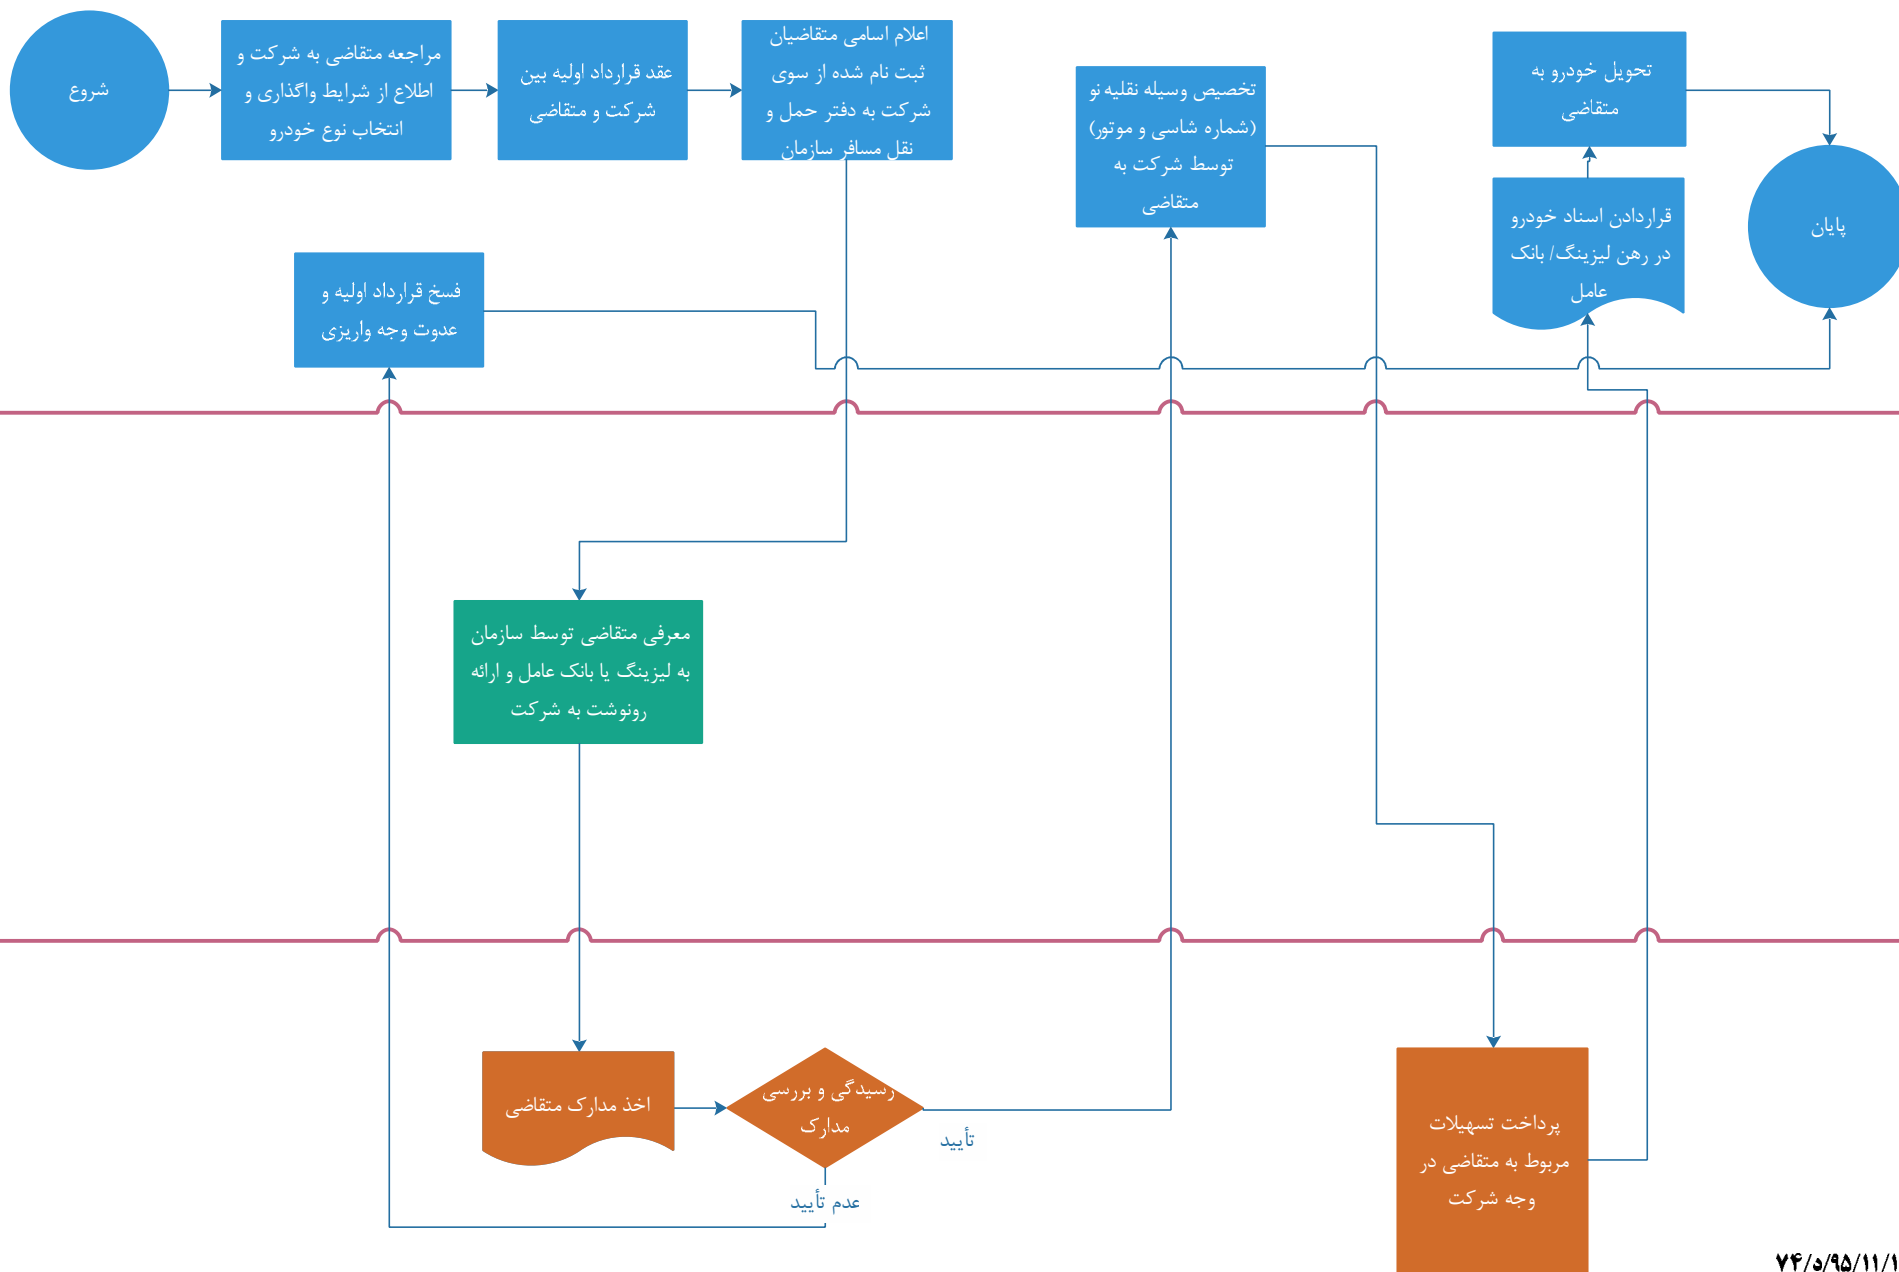 شروع
مراجعه متقاضی به شرکت و
اطلاع از شرایط واگذاری و
انتخاب نوع خودرو
عقد قرارداد اولیه بین
شرکت و متقاضی
اعلام اسامی متقاضیان
ثبت نام شده از سوی
شرکت به دفتر حمل و
نقل مسافر سازمان
تخصیص وسیله نقلیه نو
(شماره شاسی و موتور)
توسط شرکت به
متقاضی
تحویل خودرو به
متقاضی
قراردادن اسناد خودرو
در رهن لیزینگ/ بانک
عامل
پایان
فسخ قرارداد اولیه و
عدوت وجه واریزی
معرفی متقاضی توسط سازمان
به لیزینگ یا بانک عامل و ارائه
رونوشت به شرکت
اخذ مدارک متقاضی
رسیدگی و بررسی
مدارک
تأیید
عدم تأیید
پرداخت تسهیلات
مربوط به متقاضی در
وجه شرکت
۷۴/د/۹۵/۱۱/۱